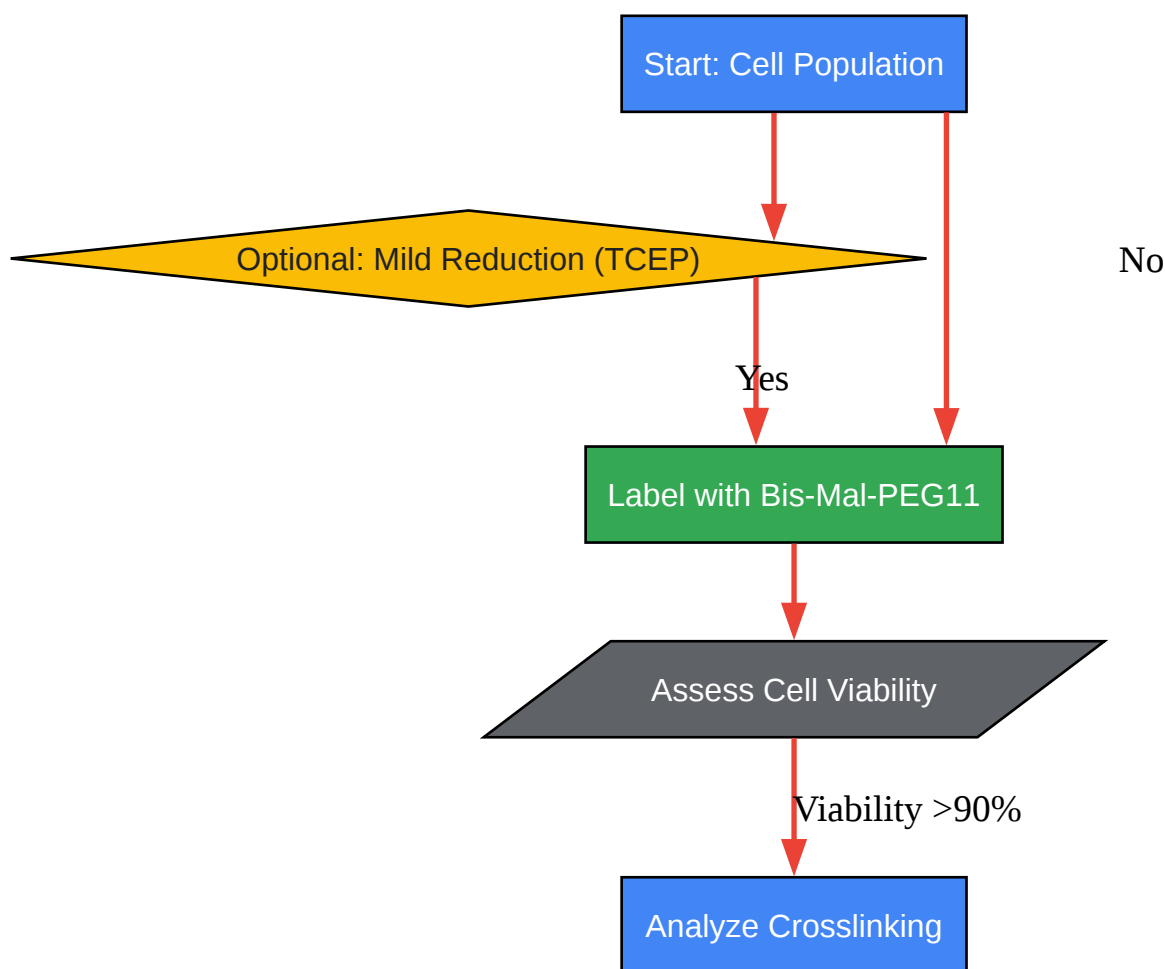 Start: Cell Population
Optional: Mild Reduction (TCEP)
No
Yes
Label with Bis-Mal-PEG11
Assess Cell Viability
Viability >90%
Analyze Crosslinking